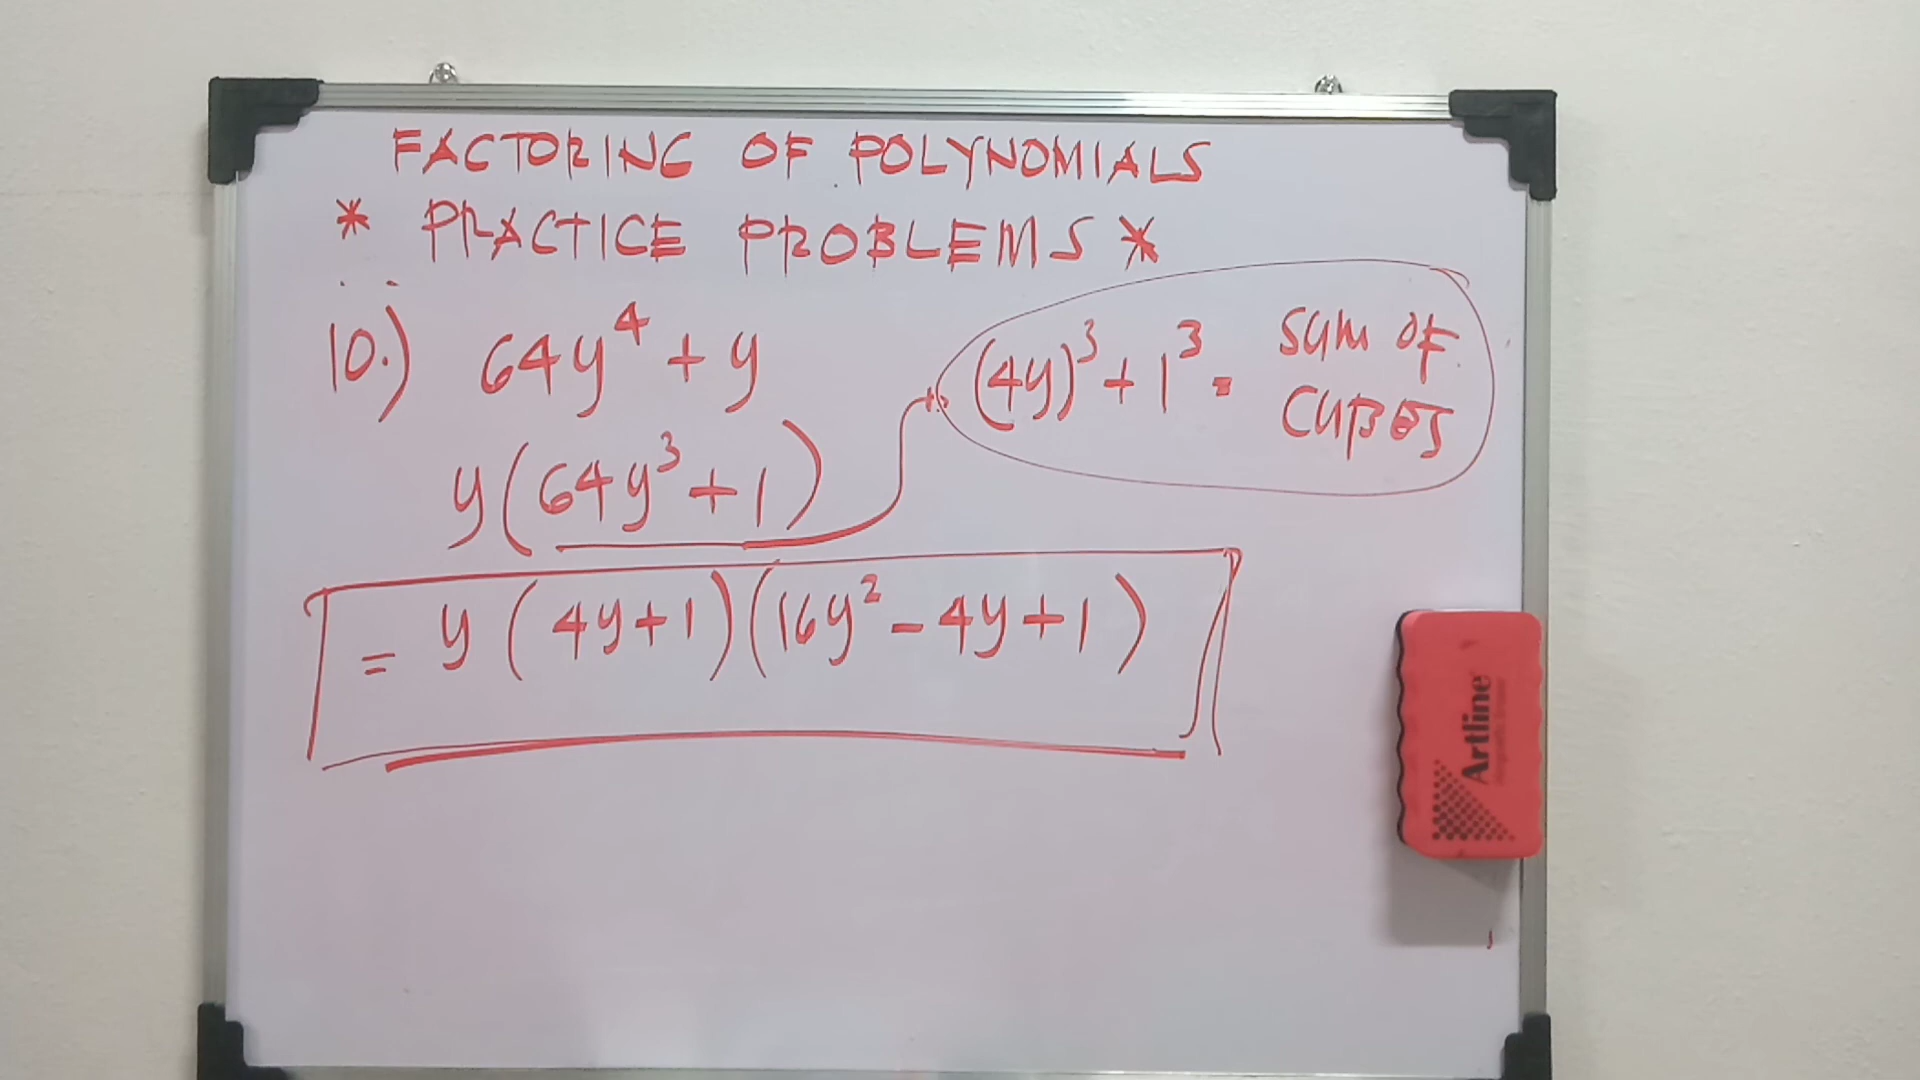 FACTORING OF POLYNOMIALS
* PRACTICE PROBLEMS *
10.) 64y⁴ + y
(4y)³ + 1³ = SUM OF
CUBES
y(64y³ + 1)
= y(4y+1)(16y² - 4y + 1)
Artline